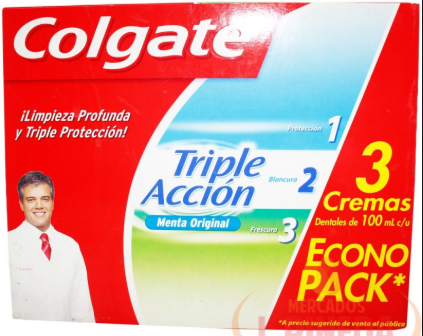 Colgate
¡Limpieza Profunda
y Triple Protección!
Protección 1
Triple
Acción
Blancura 2
Menta Original
Frescura 3
3
Cremas
Dentales de 100 mL c/u
ECONO
PACK*
*A precio sugerido de venta al público
MERCADOS